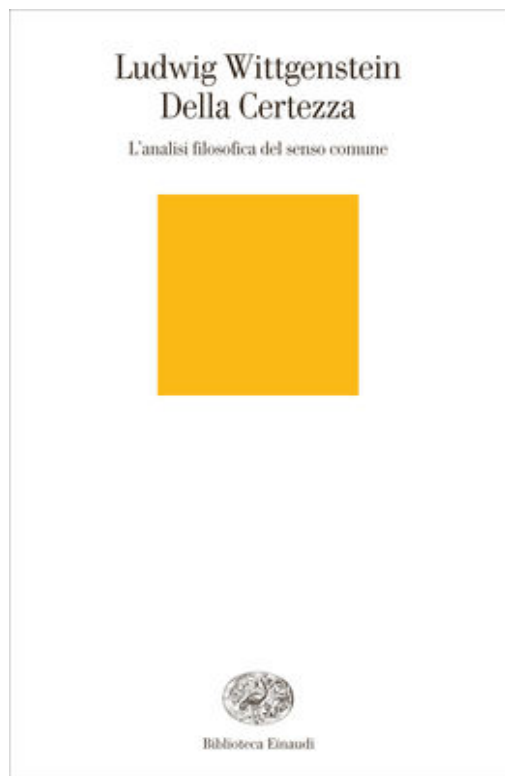 Ludwig Wittgenstein
Della Certezza
L'analisi filosofica del senso comune
Biblioteca Einaudi